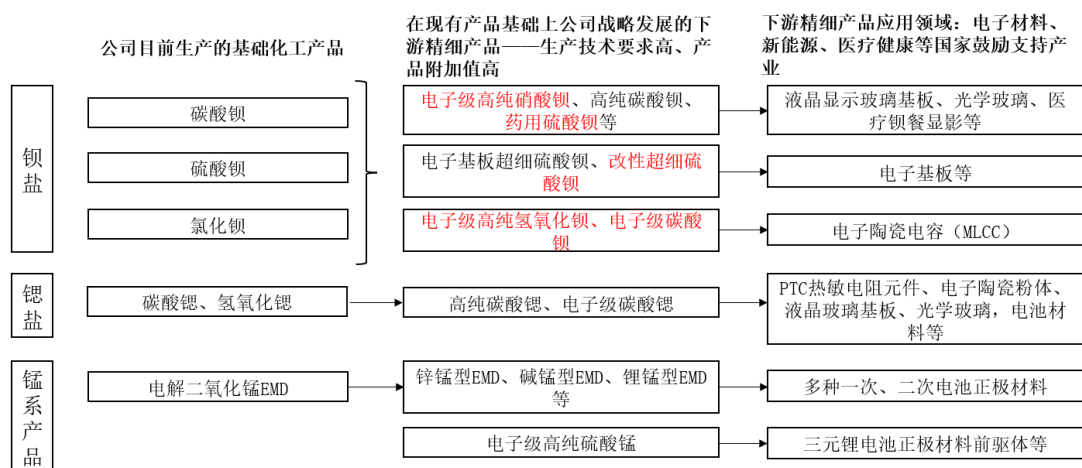 公司目前生产的基础化工产品
在现有产品基础上公司战略发展的下
游精细产品——生产技术要求高、产
品附加值高
下游精细产品应用领域：电子材料、
新能源、医疗健康等国家鼓励支持产
业
钡
盐
碳酸钡
硫酸钡
氯化钡
电子级高纯硝酸钡、高纯碳酸钡、
药用硫酸钡等
液晶显示玻璃基板、光学玻璃、医
疗钡餐显影等
电子基板超细硫酸钡、改性超细硫
酸钡
电子基板等
电子级高纯氢氧化钡、电子级碳酸
钡
电子陶瓷电容（MLCC）
锶
盐
碳酸锶、氢氧化锶
高纯碳酸锶、电子级碳酸锶
PTC热敏电阻元件、电子陶瓷粉体、
液晶玻璃基板、光学玻璃，电池材
料等
锰
系
产
品
电解二氧化锰EMD
锌锰型EMD、碱锰型EMD、锂锰型EMD
等
多种一次、二次电池正极材料
电子级高纯硫酸锰
三元锂电池正极材料前驱体等